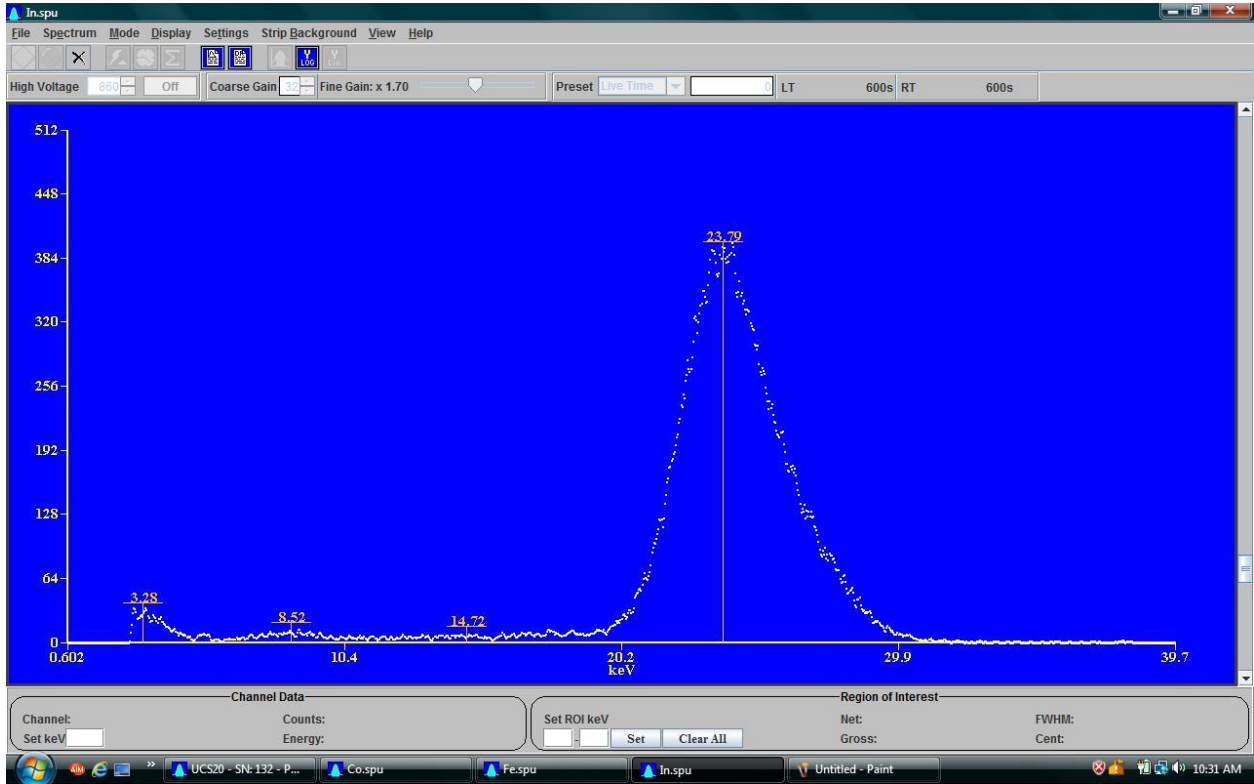 In.spu
File Spectrum Mode Display Settings Strip Background View Help
Y LOG
High Voltage 860 Off Coarse Gain 32 Fine Gain: x 1.70 Preset Live Time 0 LT 600s RT 600s
512
448
23.79
384
320
256
192
128
64
3.28 8.52 14.72
0
0.602 10.4 20.2 29.9 39.7
keV
Channel Data Region of Interest
Channel: Counts: Set ROI keV Net: FWHM:
Set keV Energy: - Set Clear All Gross: Cent:
AIM » UCS20 - SN: 132 - P... Co.spu Fe.spu In.spu Untitled - Paint 10:31 AM